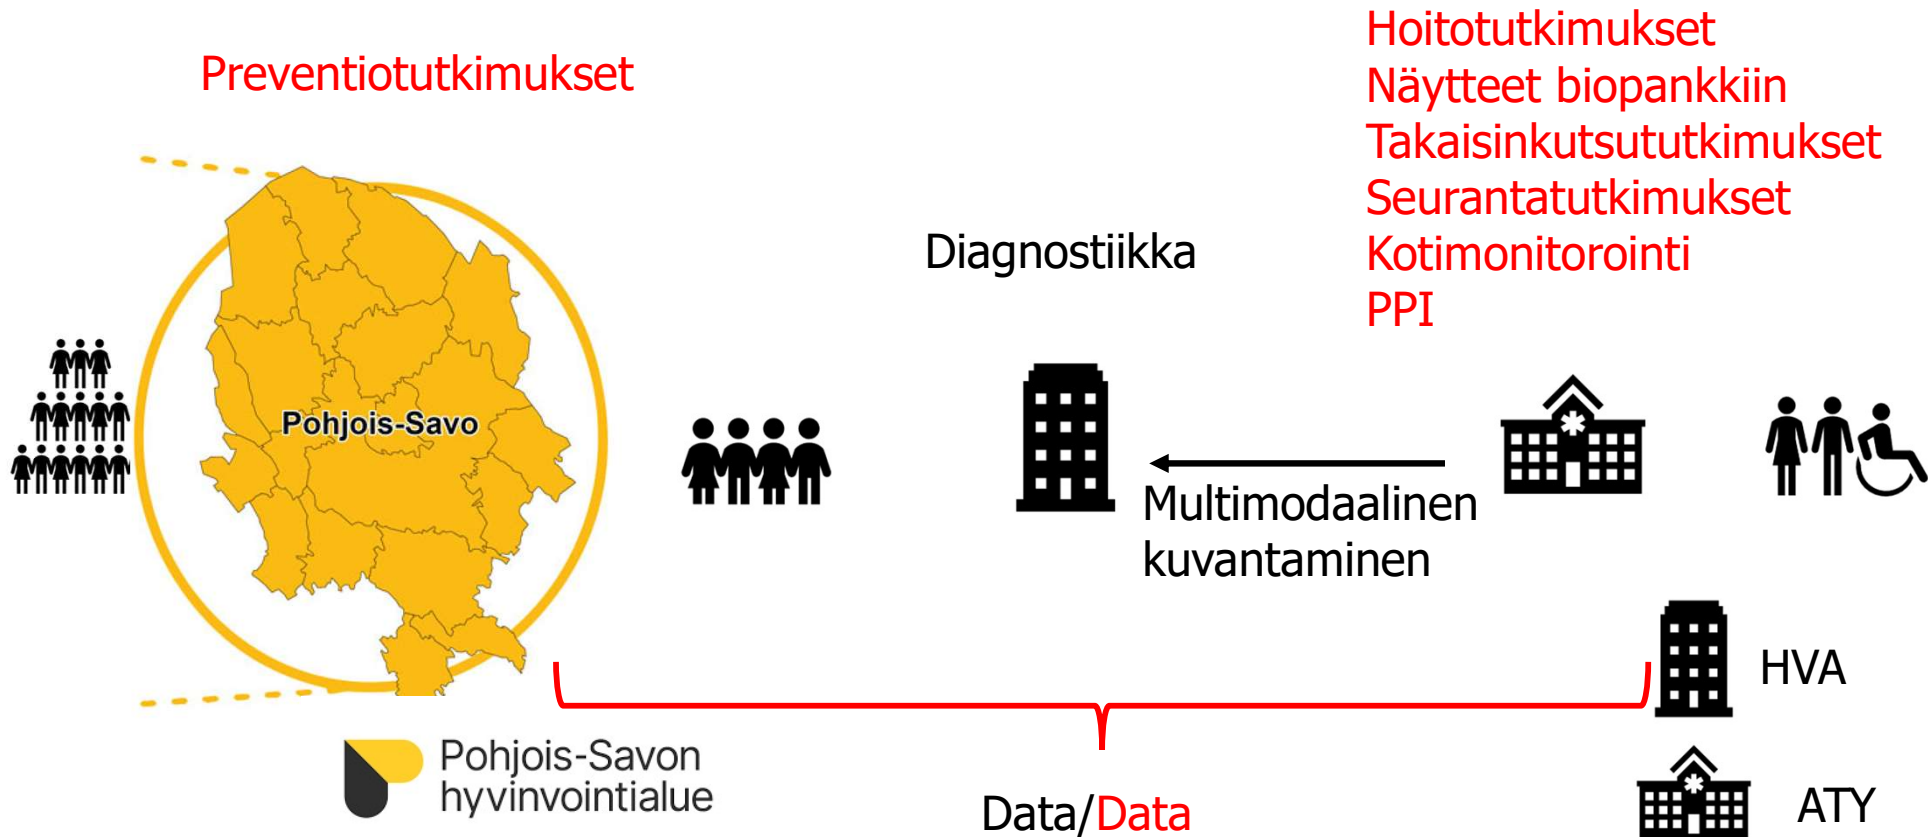 Preventiotutkimukset
Hoitotutkimukset
Näytteet biopankkiin
Takaisinkutsututkimukset
Seurantatutkimukset
Kotimonitorointi
PPI
Diagnostiikka
Pohjois-Savo
Multimodaalinen
kuvantaminen
HVA
Pohjois-Savon
hyvinvointialue
Data/Data
ATY